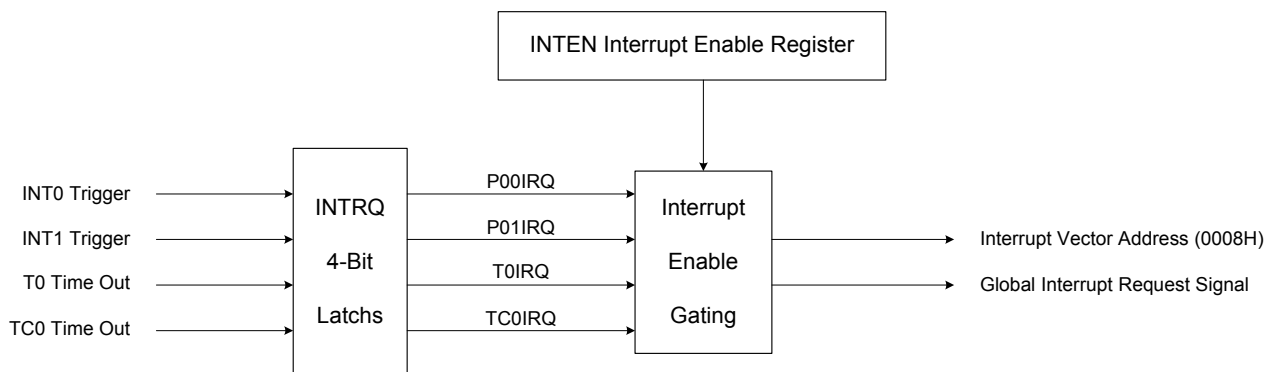 INTEN Interrupt Enable Register
INT0 Trigger
INT1 Trigger
T0 Time Out
TC0 Time Out
INTRQ
4-Bit
Latchs
P00IRQ
P01IRQ
T0IRQ
TC0IRQ
Interrupt
Enable
Gating
Interrupt Vector Address (0008H)
Global Interrupt Request Signal